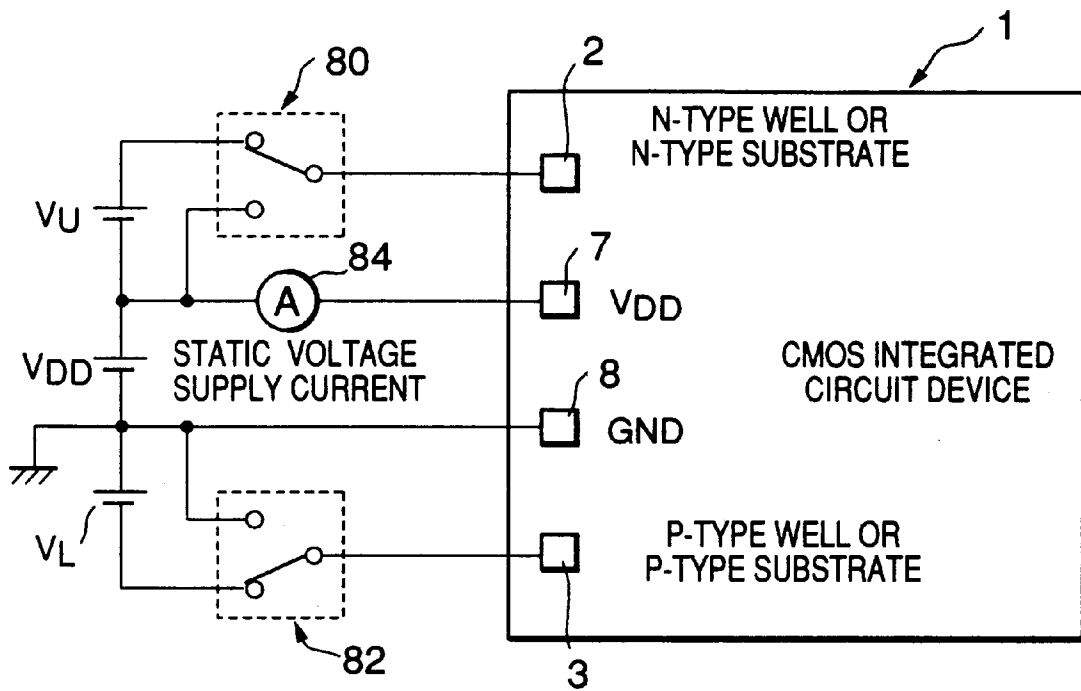 1
80
2
N-TYPE WELL OR
N-TYPE SUBSTRATE
VU
84
7
A
VDD
VDD
STATIC VOLTAGE
SUPPLY CURRENT
CMOS INTEGRATED
CIRCUIT DEVICE
8
GND
VL
P-TYPE WELL OR
P-TYPE SUBSTRATE
82
3